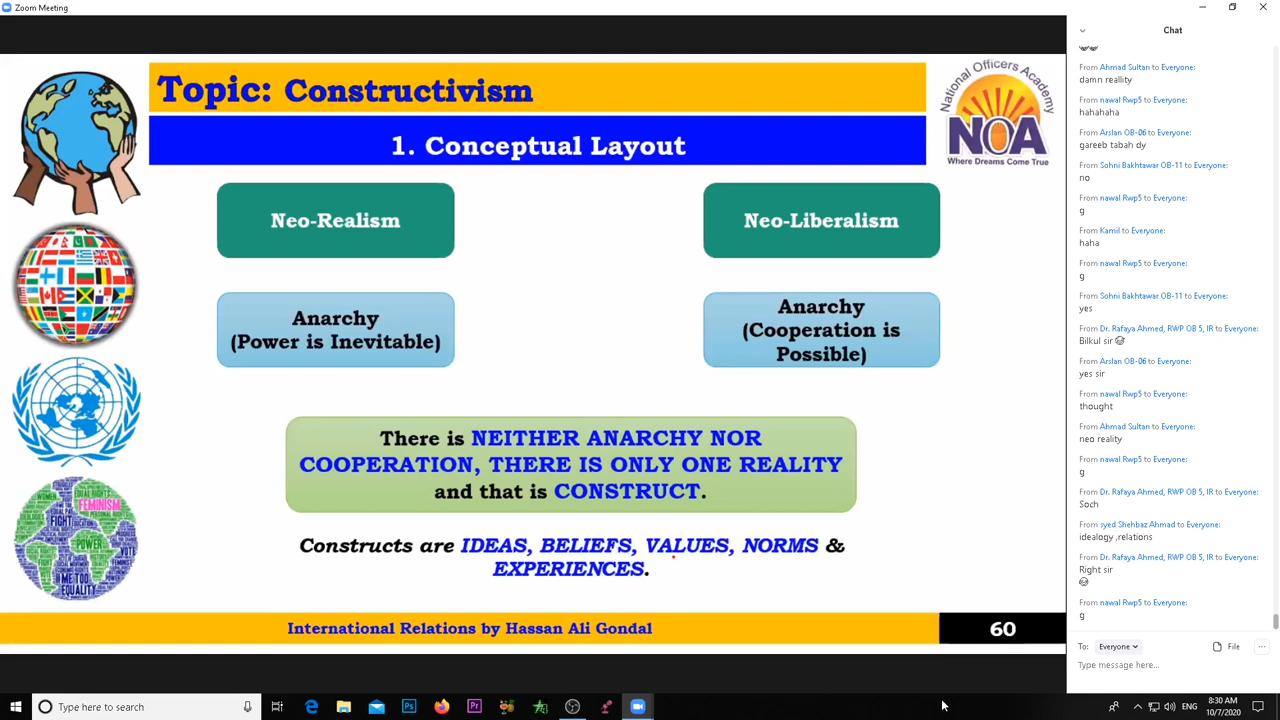 Zoom Meeting
Topic: Constructivism
1. Conceptual Layout
National Officers Academy
NOA
Where Dreams Come True
Neo-Realism
Neo-Liberalism
Anarchy
(Power is Inevitable)
Anarchy
(Cooperation is
Possible)
There is NEITHER ANARCHY NOR
COOPERATION, THERE IS ONLY ONE REALITY
and that is CONSTRUCT.
Constructs are IDEAS, BELIEFS, VALUES, NORMS &
EXPERIENCES.
FEMINISM
FIGHT
POWER
ME TOO
EQUALITY
International Relations by Hassan Ali Gondal
60
Chat
From Ahmad Sultan to Everyone:
damn reallity
From nawal Rwp5 to Everyone:
hahahaha
From Arslan OB-06 to Everyone:
gareeb tabah dy
From Sohni Bakhtawar OB-11 to Everyone:
no
From nawal Rwp5 to Everyone:
g
From Kamil to Everyone:
haha
From nawal Rwp5 to Everyone:
g
From Sohni Bakhtawar OB-11 to Everyone:
yes
From Dr. Rafaya Ahmed, RWP OB 5, IR to Everyone:
Bilkul sir
From Arslan OB-06 to Everyone:
yes sir
From nawal Rwp5 to Everyone:
thought
From Ahmad Sultan to Everyone:
neo reality
From nawal Rwp5 to Everyone:
g
From Dr. Rafaya Ahmed, RWP OB 5, IR to Everyone:
Soch
From syed Shehbaz Ahmad to Everyone:
idealogy ,relations
From Dr. Rafaya Ahmed, RWP OB 5, IR to Everyone:
Right sir
From nawal Rwp5 to Everyone:
g
To: Everyone
File
Type message here...
Type here to search
Ps
Pr
ENG
8:30 AM
10/7/2020